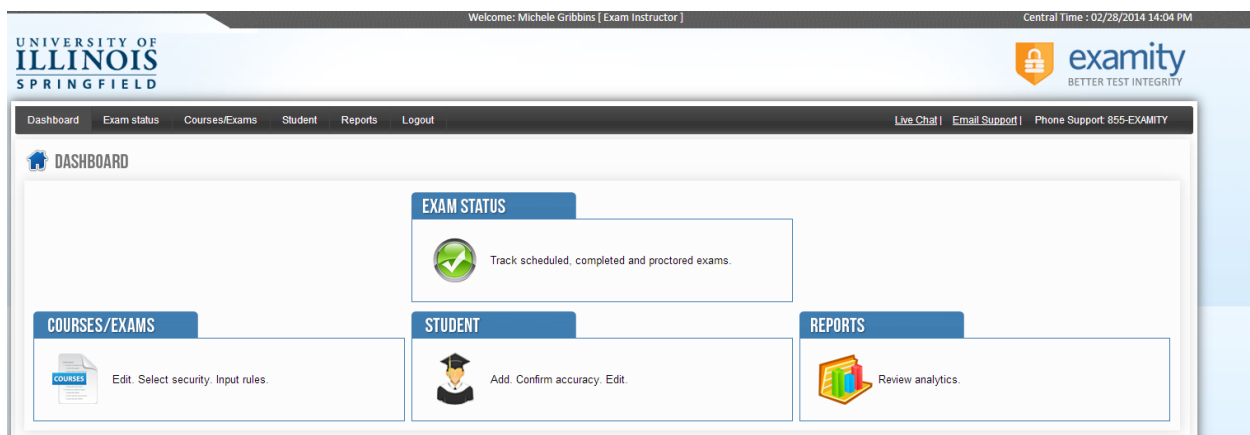 Welcome: Michele Gribbins [ Exam Instructor ]
Central Time : 02/28/2014 14:04 PM
UNIVERSITY OF
ILLINOIS
SPRINGFIELD
examity
BETTER TEST INTEGRITY
Dashboard Exam status Courses/Exams Student Reports Logout
Live Chat | Email Support | Phone Support: 855-EXAMITY
DASHBOARD
EXAM STATUS
Track scheduled, completed and proctored exams.
COURSES/EXAMS
COURSES
Edit. Select security. Input rules.
STUDENT
Add. Confirm accuracy. Edit.
REPORTS
Review analytics.